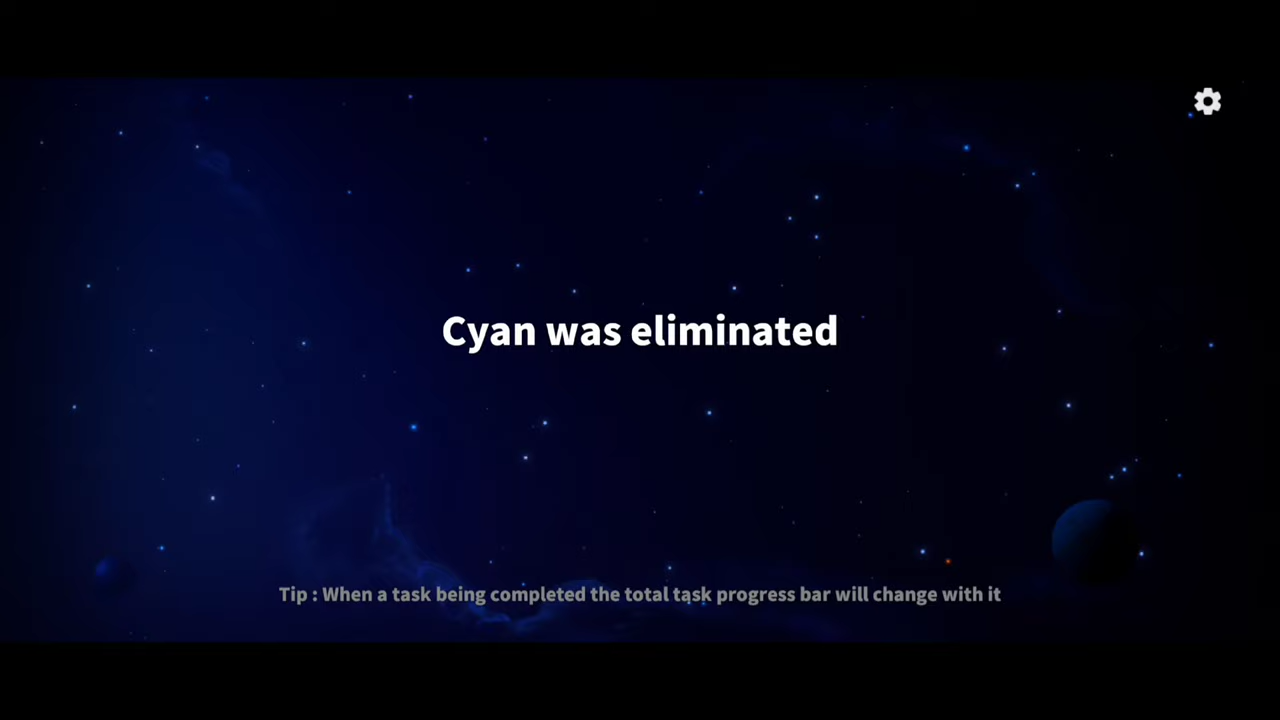 Cyan was eliminated
Tip : When a task being completed the total task progress bar will change with it